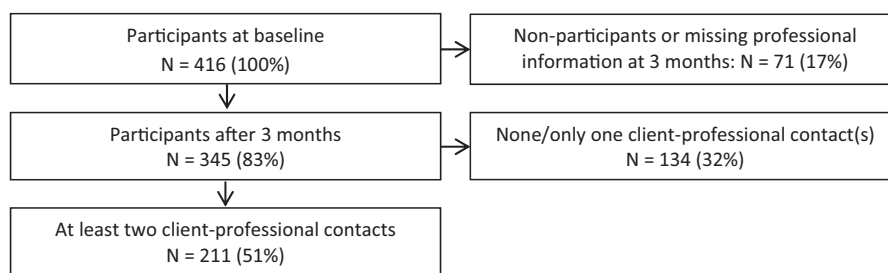 Participants at baseline
N = 416 (100%)
Non-participants or missing professional
information at 3 months: N = 71 (17%)
Participants after 3 months
N = 345 (83%)
None/only one client-professional contact(s)
N = 134 (32%)
At least two client-professional contacts
N = 211 (51%)